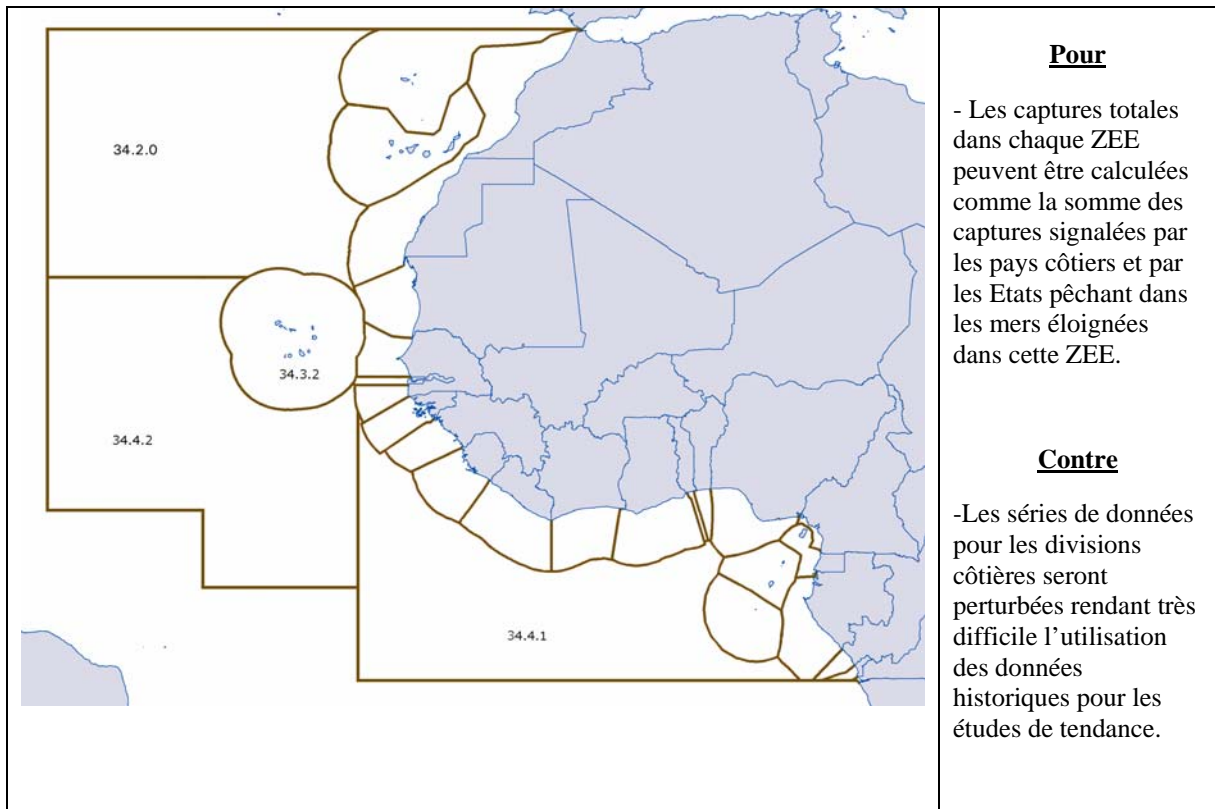 34.2.0
34.3.2
34.4.2
34.4.1
Pour
- Les captures totales
dans chaque ZEE
peuvent être calculées
comme la somme des
captures signalées par
les pays côtiers et par
les Etats pêchant dans
les mers éloignées
dans cette ZEE.
Contre
-Les séries de données
pour les divisions
côtières seront
perturbées rendant très
difficile l’utilisation
des données
historiques pour les
études de tendance.